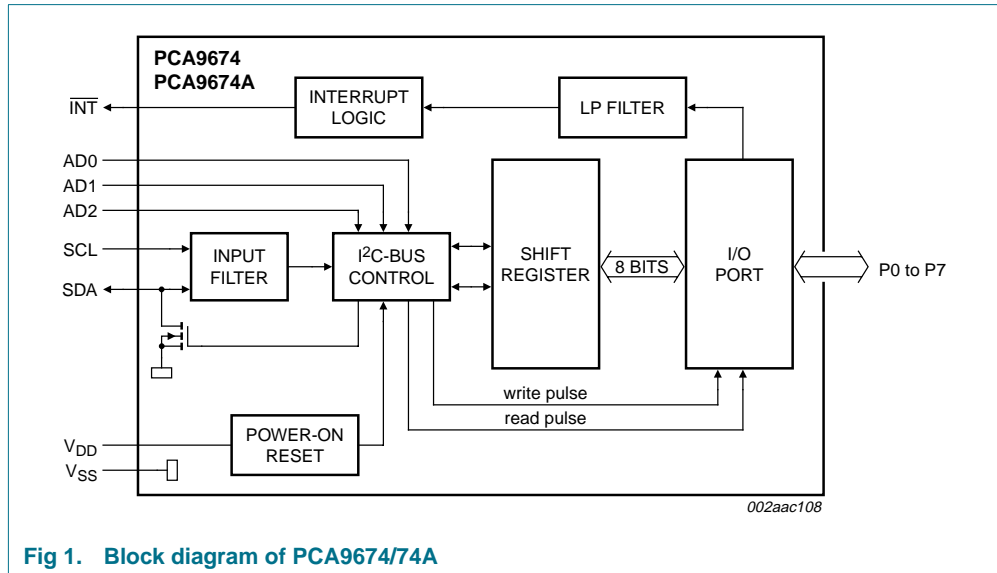 PCA9674
PCA9674A
INT
INTERRUPT
LOGIC
LP FILTER
AD0
AD1
AD2
SCL
SDA
INPUT
FILTER
I²C-BUS
CONTROL
SHIFT
REGISTER
8 BITS
I/O
PORT
P0 to P7
write pulse
read pulse
POWER-ON
RESET
VDD
VSS
002aac108
Fig 1. Block diagram of PCA9674/74A